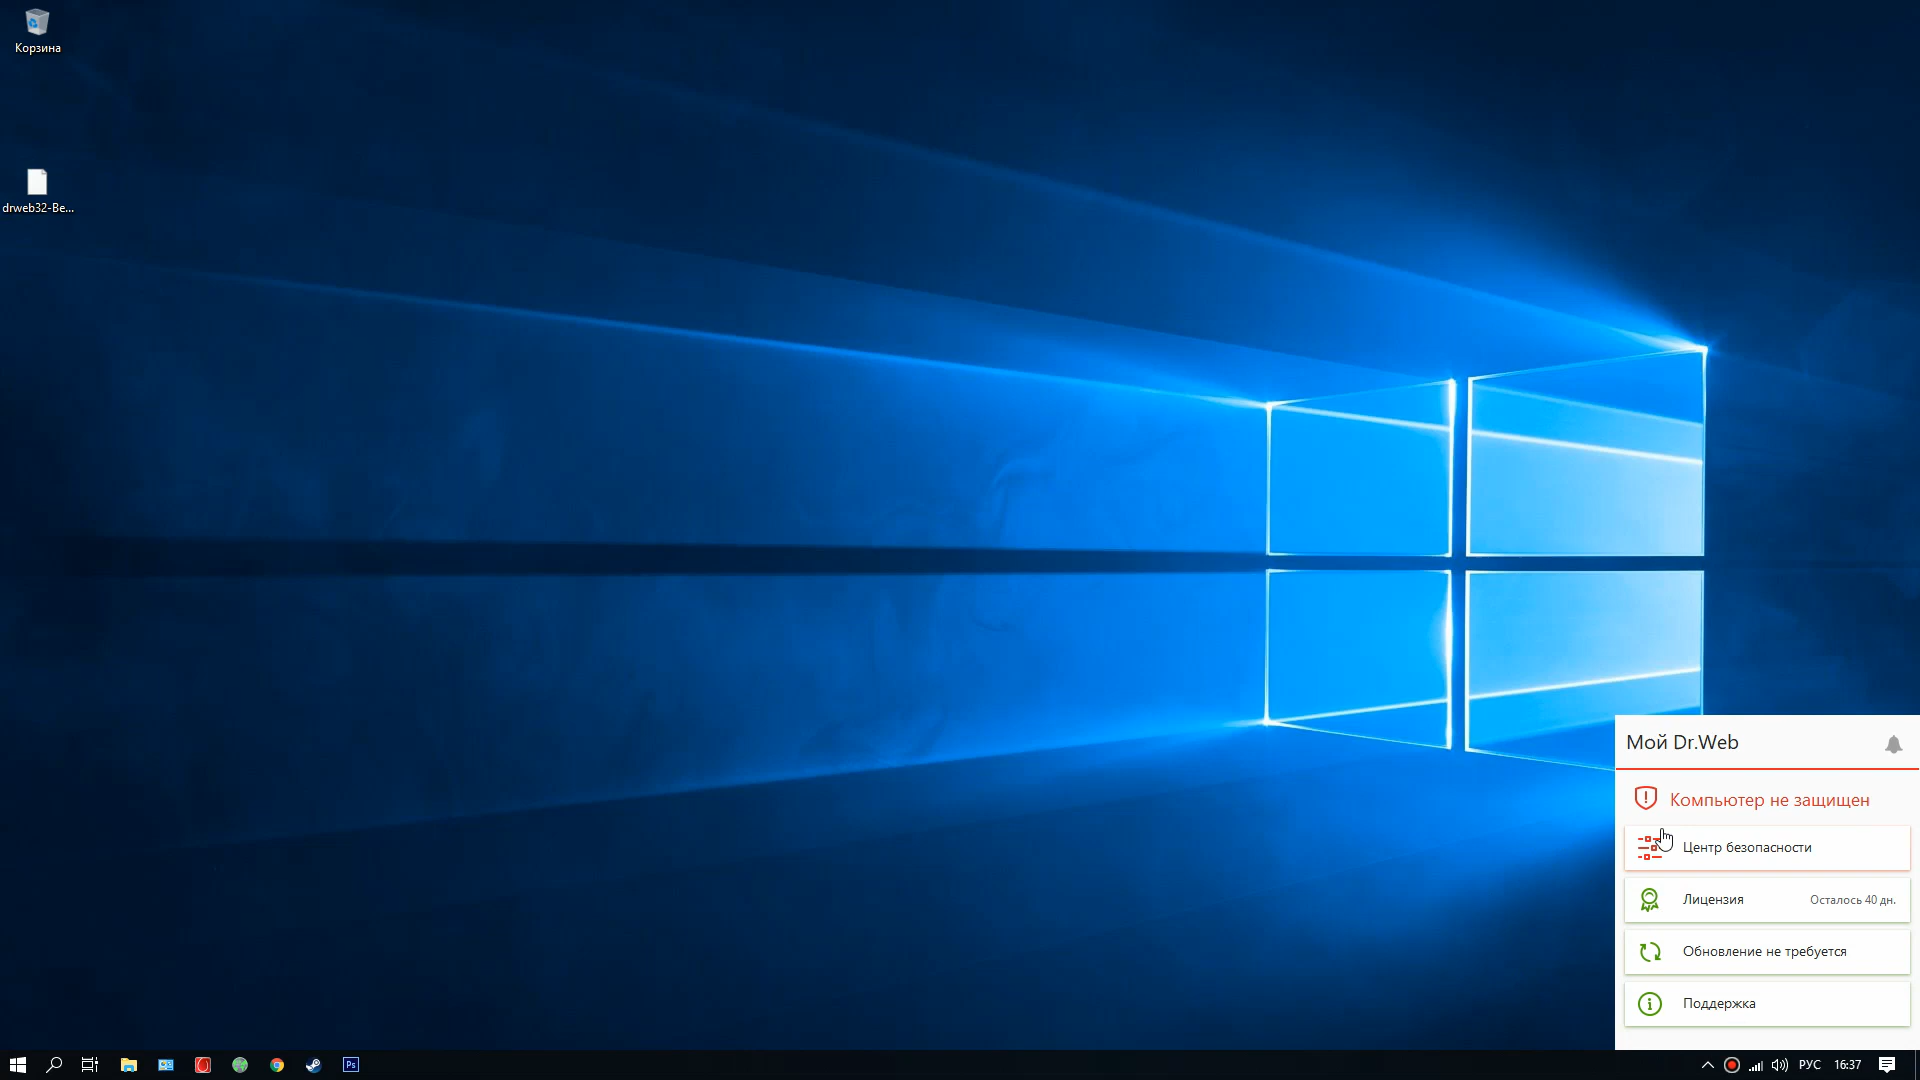 Корзина
drweb32-Be...
Мой Dr.Web
Компьютер не защищен
Центр безопасности
Лицензия Осталось 40 дн.
Обновление не требуется
Поддержка
Ps
РУС 16:37